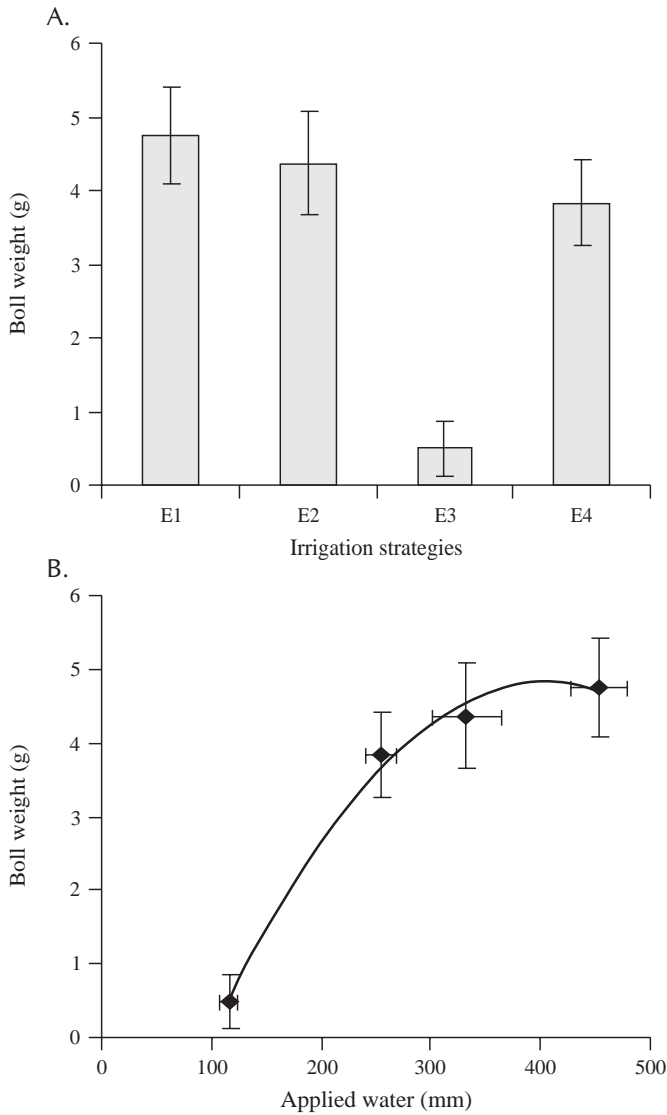 A.
6
5
4
3
2
1
0
Boll weight (g)
E1 E2 E3 E4
Irrigation strategies
B.
6
5
4
3
2
1
0
Boll weight (g)
0 100 200 300 400 500
Applied water (mm)